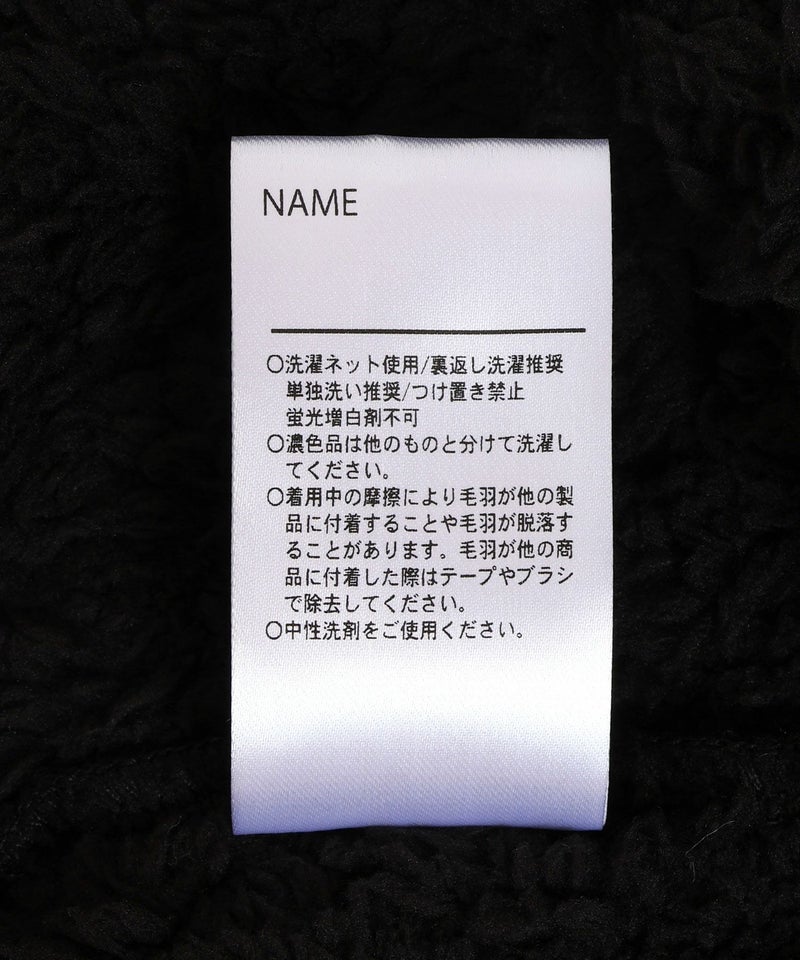 NAME
○洗濯ネット使用/裏返し洗濯推奨
単独洗い推奨/つけ置き禁止
蛍光増白剤不可
○濃色品は他のものと分けて洗濯し
てください。
○着用中の摩擦により毛羽が他の製
品に付着することや毛羽が脱落す
ることがあります。毛羽が他の商
品に付着した際はテープやブラシ
で除去してください。
○中性洗剤をご使用ください。